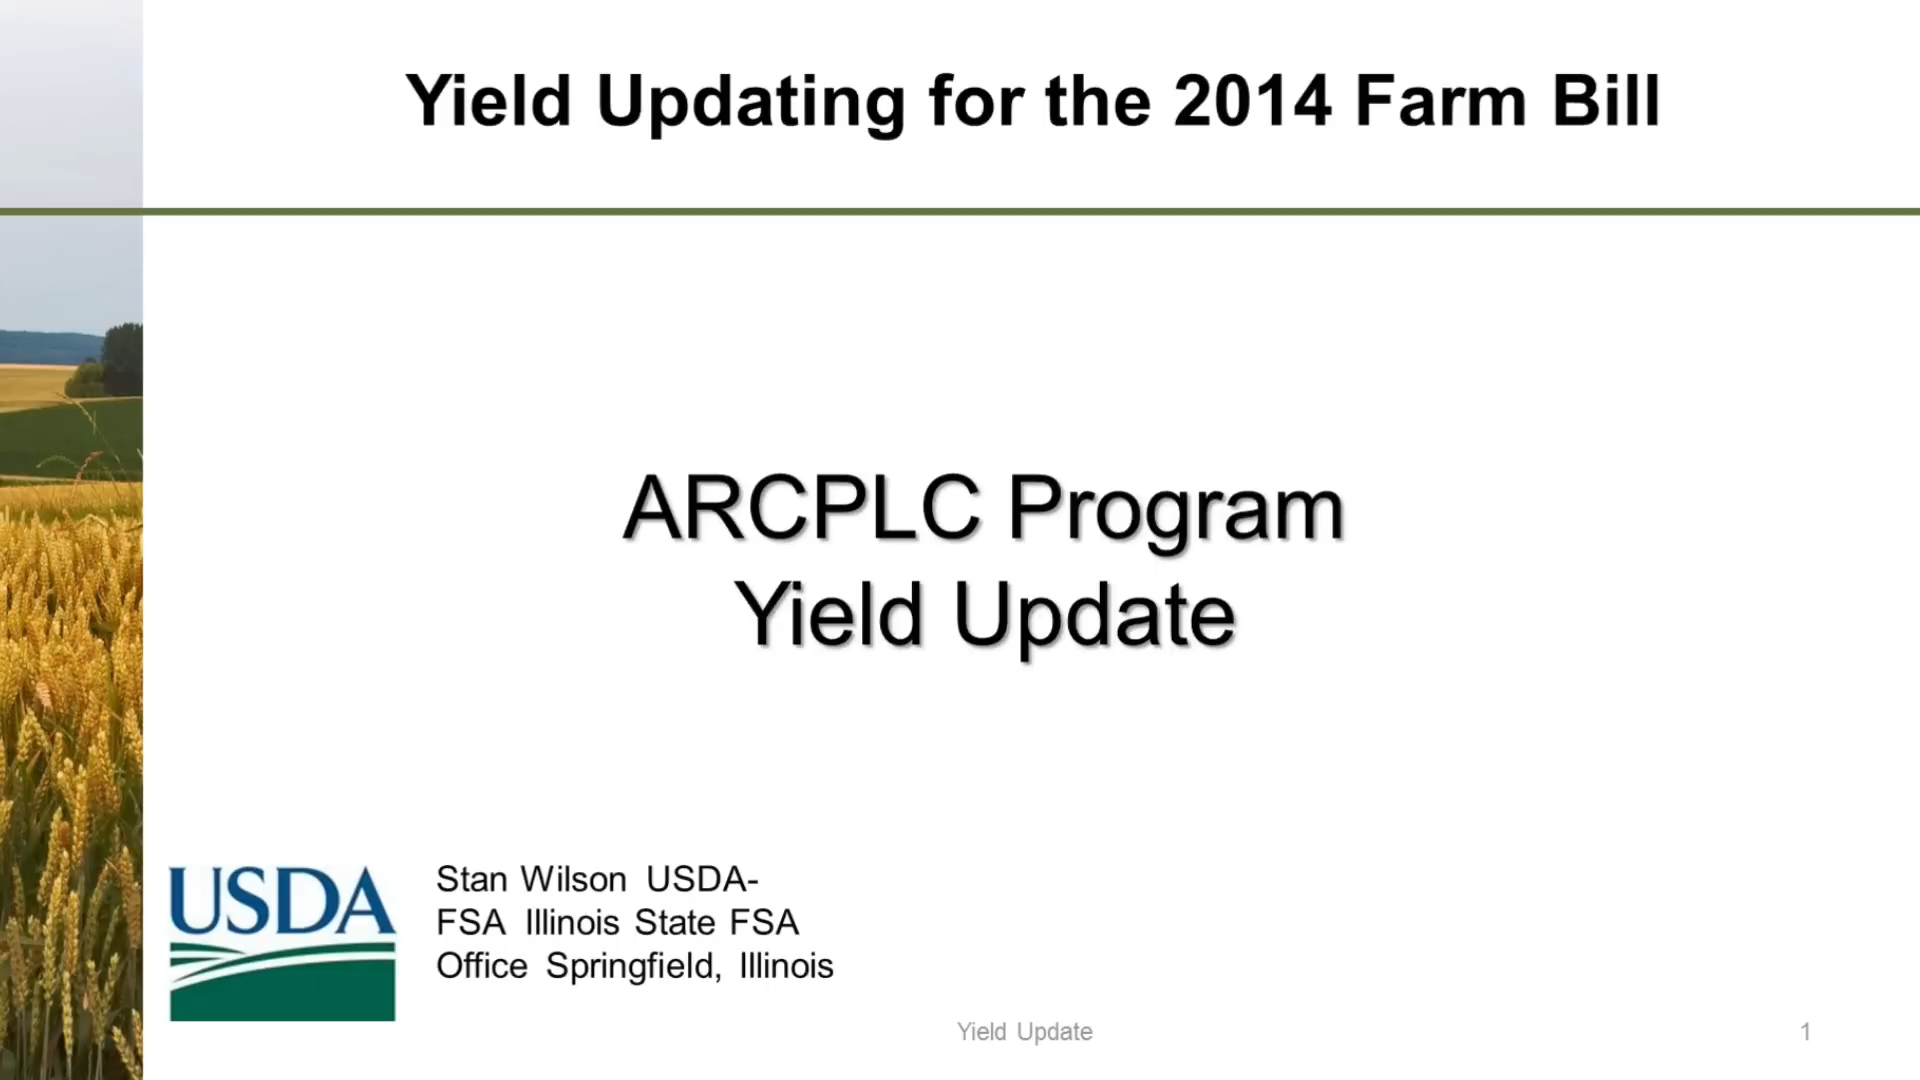 Yield Updating for the 2014 Farm Bill
ARCPLC Program
Yield Update
USDA
Stan Wilson USDA-
FSA Illinois State FSA
Office Springfield, Illinois
Yield Update
1